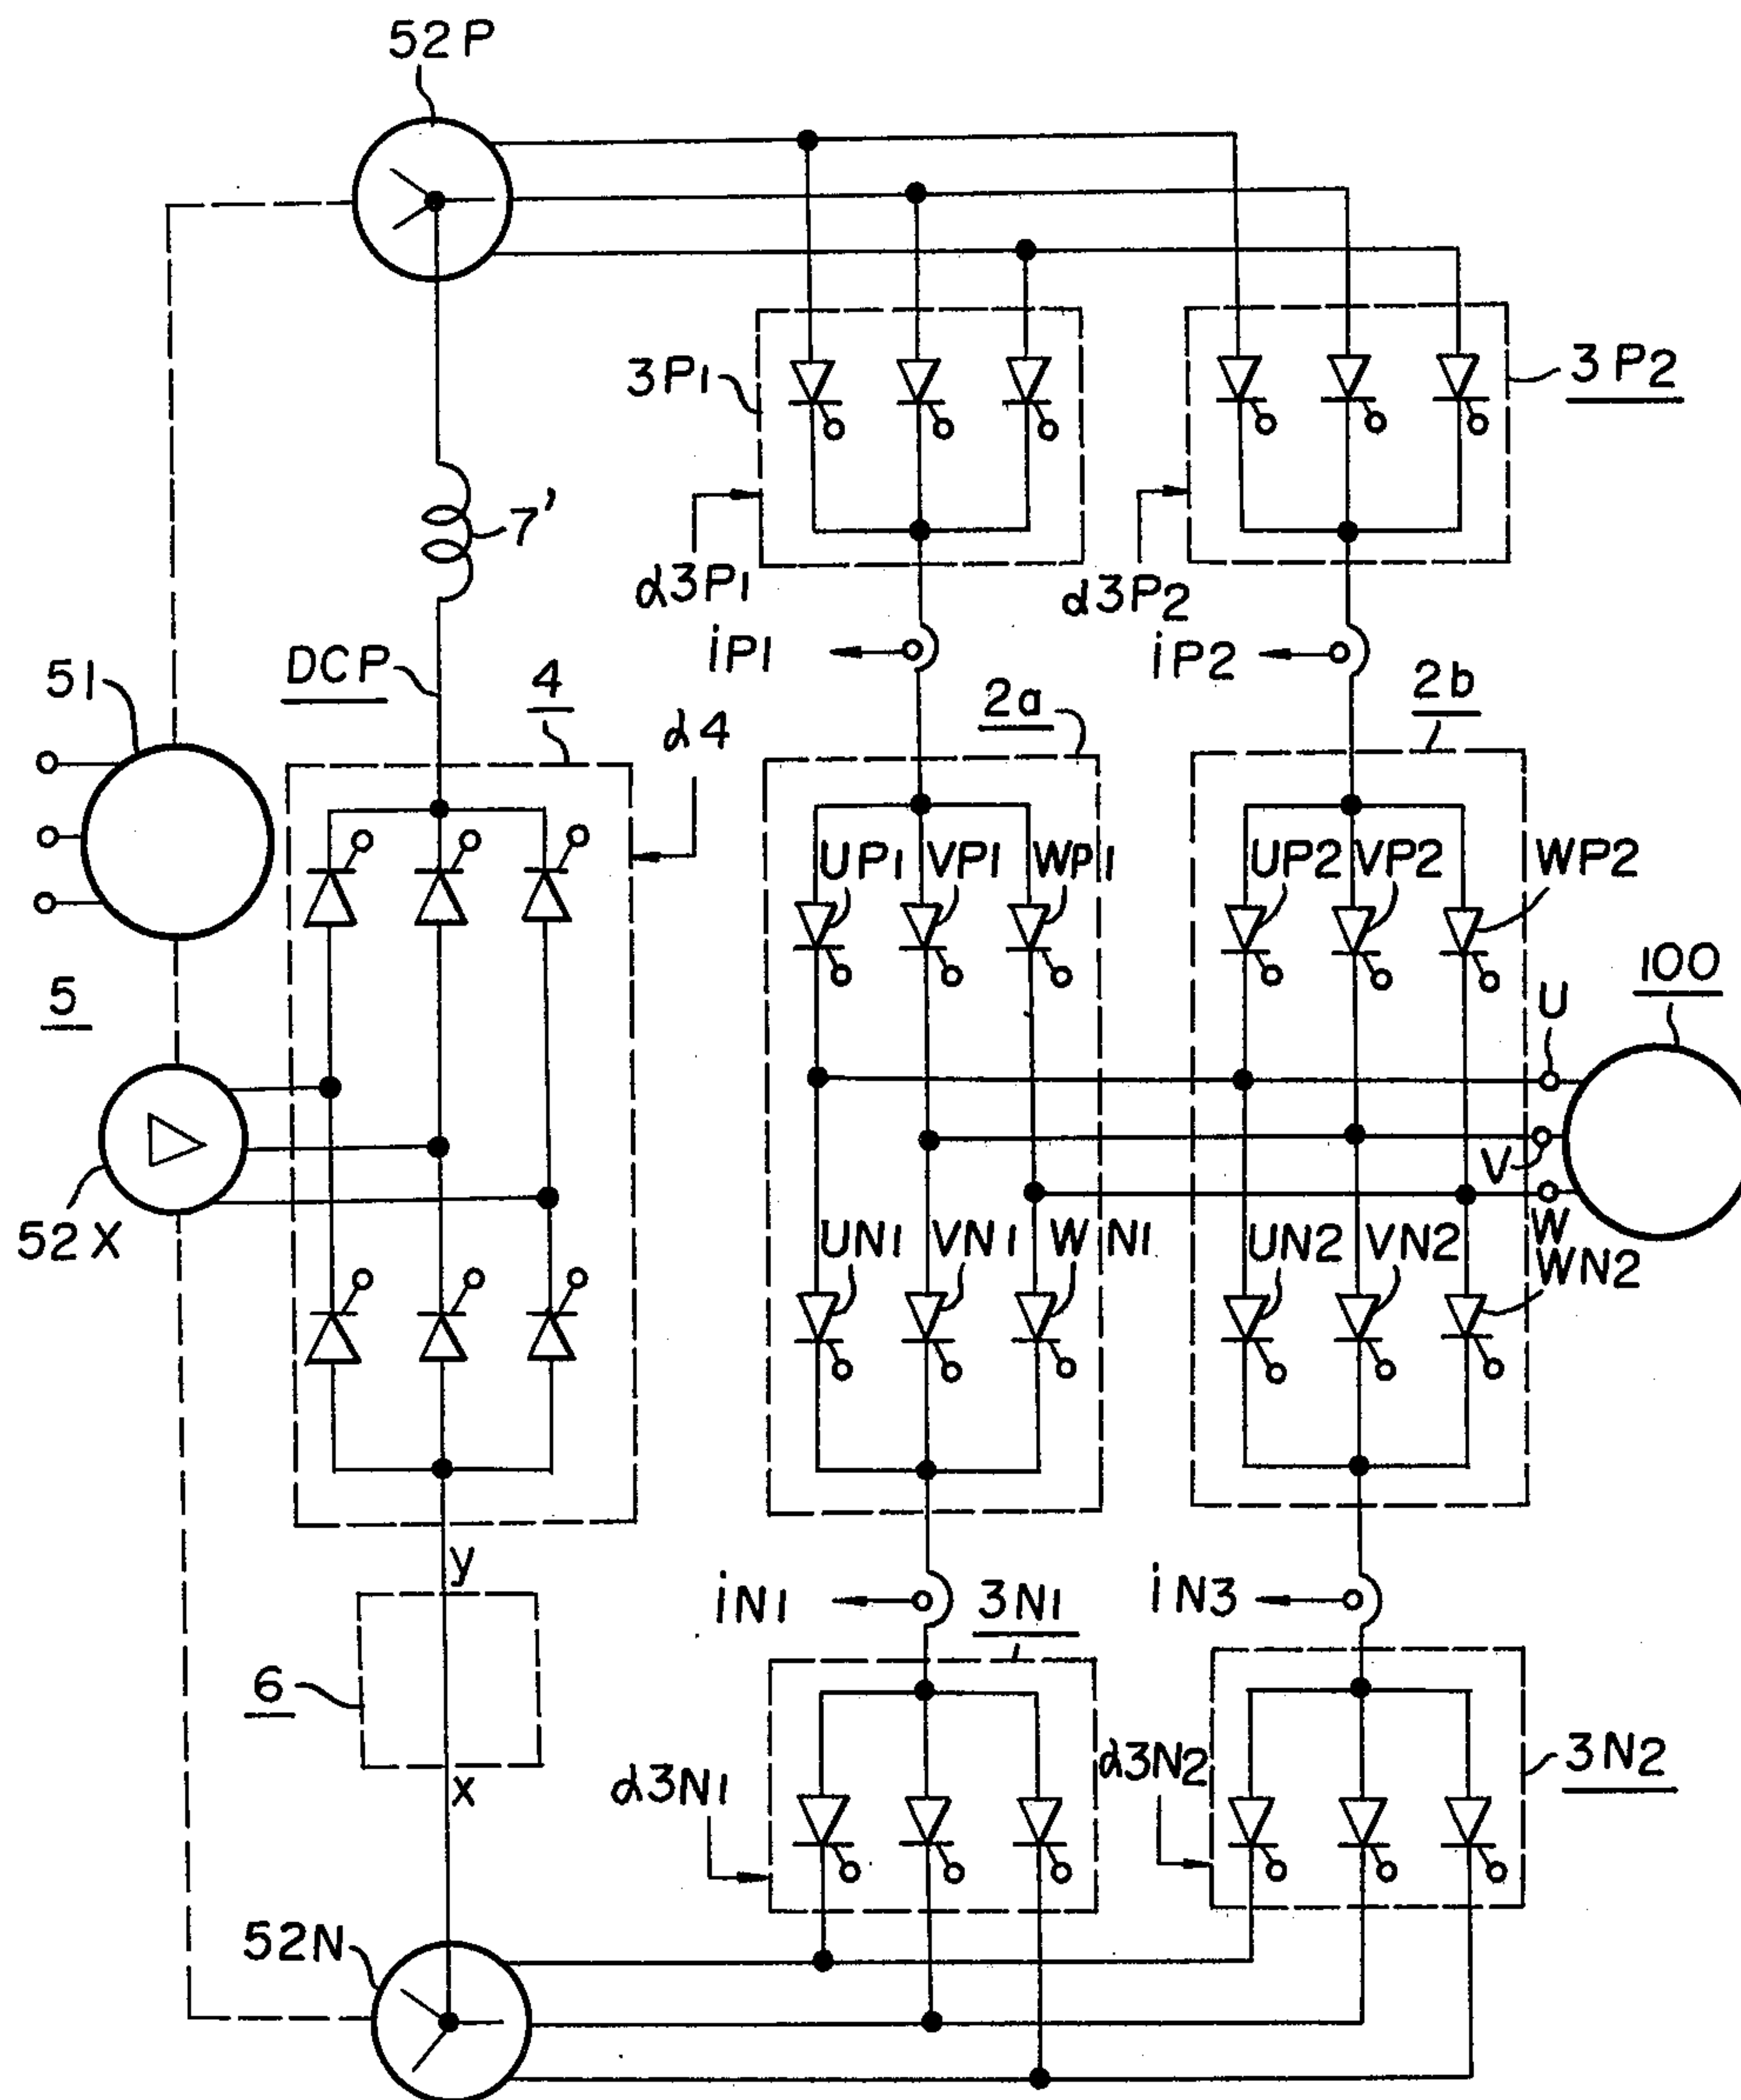 52P
3P1
3P2
7'
α3P1
α3P2
iP1
iP2
DCP
4
51
α4
2a
2b
UP1
VP1
WP1
UP2
VP2
WP2
100
5
U
V
52X
W
UN1
VN1
WN1
UN2
VN2
WN2
y
iN1
3N1
iN3
6
x
α3N1
α3N2
3N2
52N